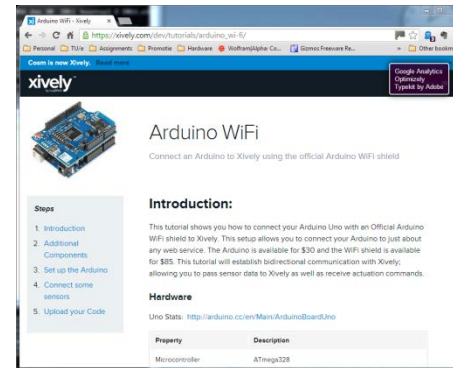 Arduino WiFi - Xively
https://xively.com/dev/tutorials/arduino_wi-fi/
Personal TU/e Assignments Promotie Hardware Wolfram|Alpha: Co... Gizmos Freeware Re... » Other bookm
Cosm is now Xively. Read more
Google Analytics
Optimizely
Typekit by Adobe
xively
Arduino WiFi
Connect an Arduino to Xively using the official Arduino WiFi shield
Steps
1. Introduction
2. Additional
Components
3. Set up the Arduino
4. Connect some
sensors
5. Upload your Code
Introduction:
This tutorial shows you how to connect your Arduino Uno with an Official Arduino
WiFi shield to Xively. This setup allows you to connect your Arduino to just about
any web service. The Arduino is available for $30 and the WiFi shield is available
for $85. This tutorial will establish bidirectional communication with Xively;
allowing you to pass sensor data to Xively as well as receive actuation commands.
Hardware
Uno Stats: http://arduino.cc/en/Main/ArduinoBoardUno
Property Description
Microcontroller ATmega328